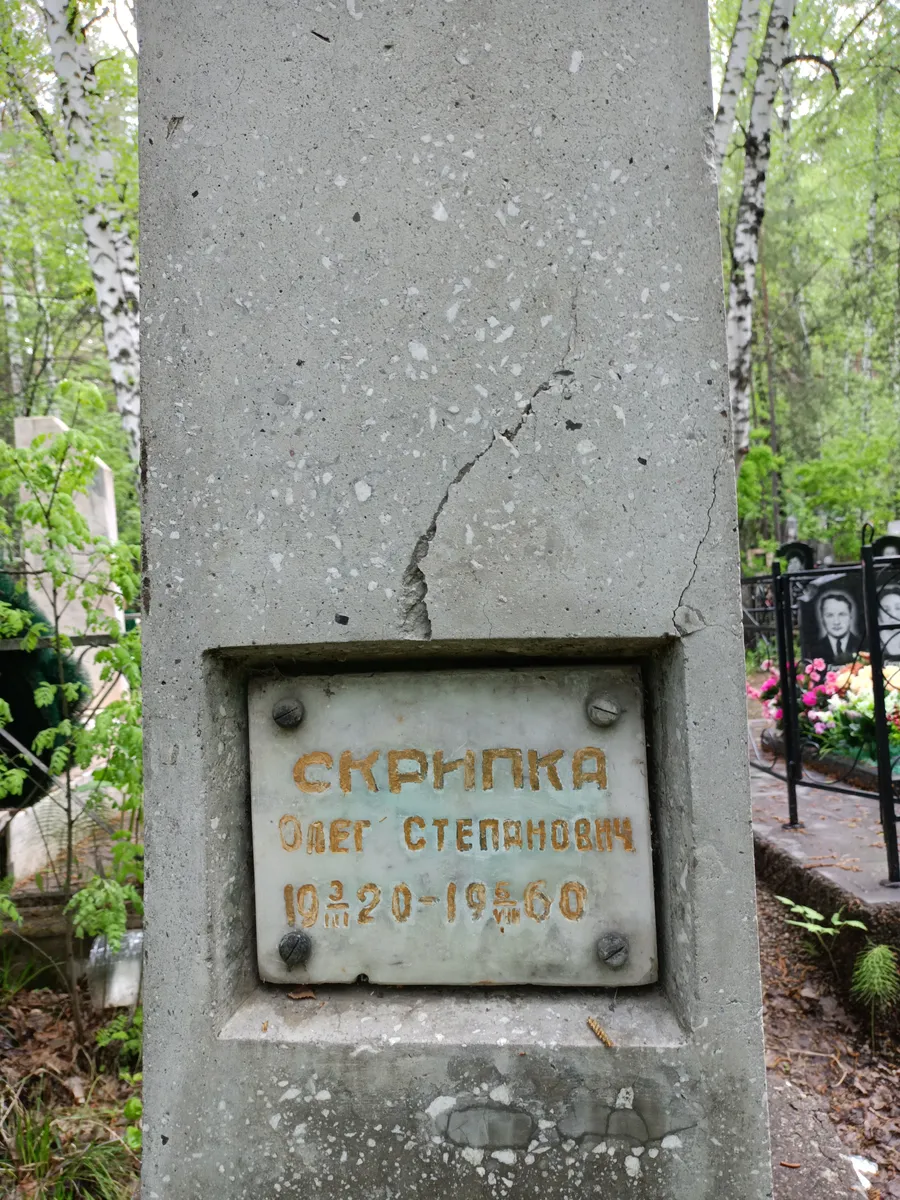 СКРИПКА
ОЛЕГ СТЕПАНОВИЧ
19 3/III 20 - 19 5/VIII 60